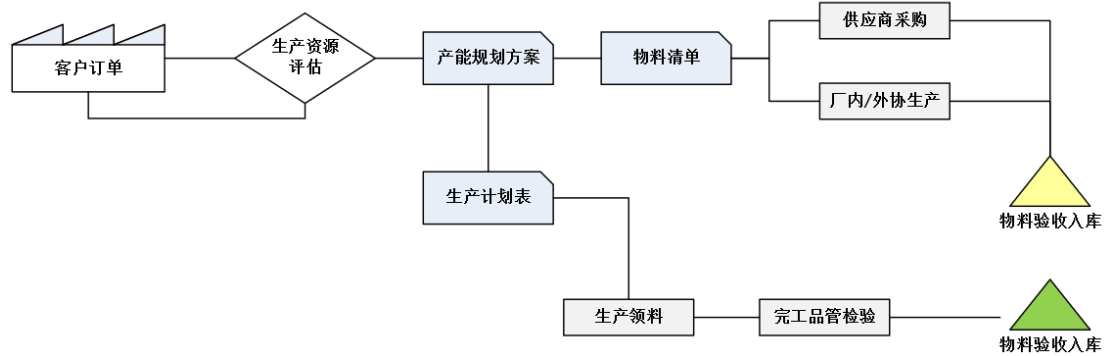 供应商采购
生产资源
评估
客户订单
产能规划方案
物料清单
厂内/外协生产
生产计划表
物料验收入库
生产领料
完工品管检验
物料验收入库